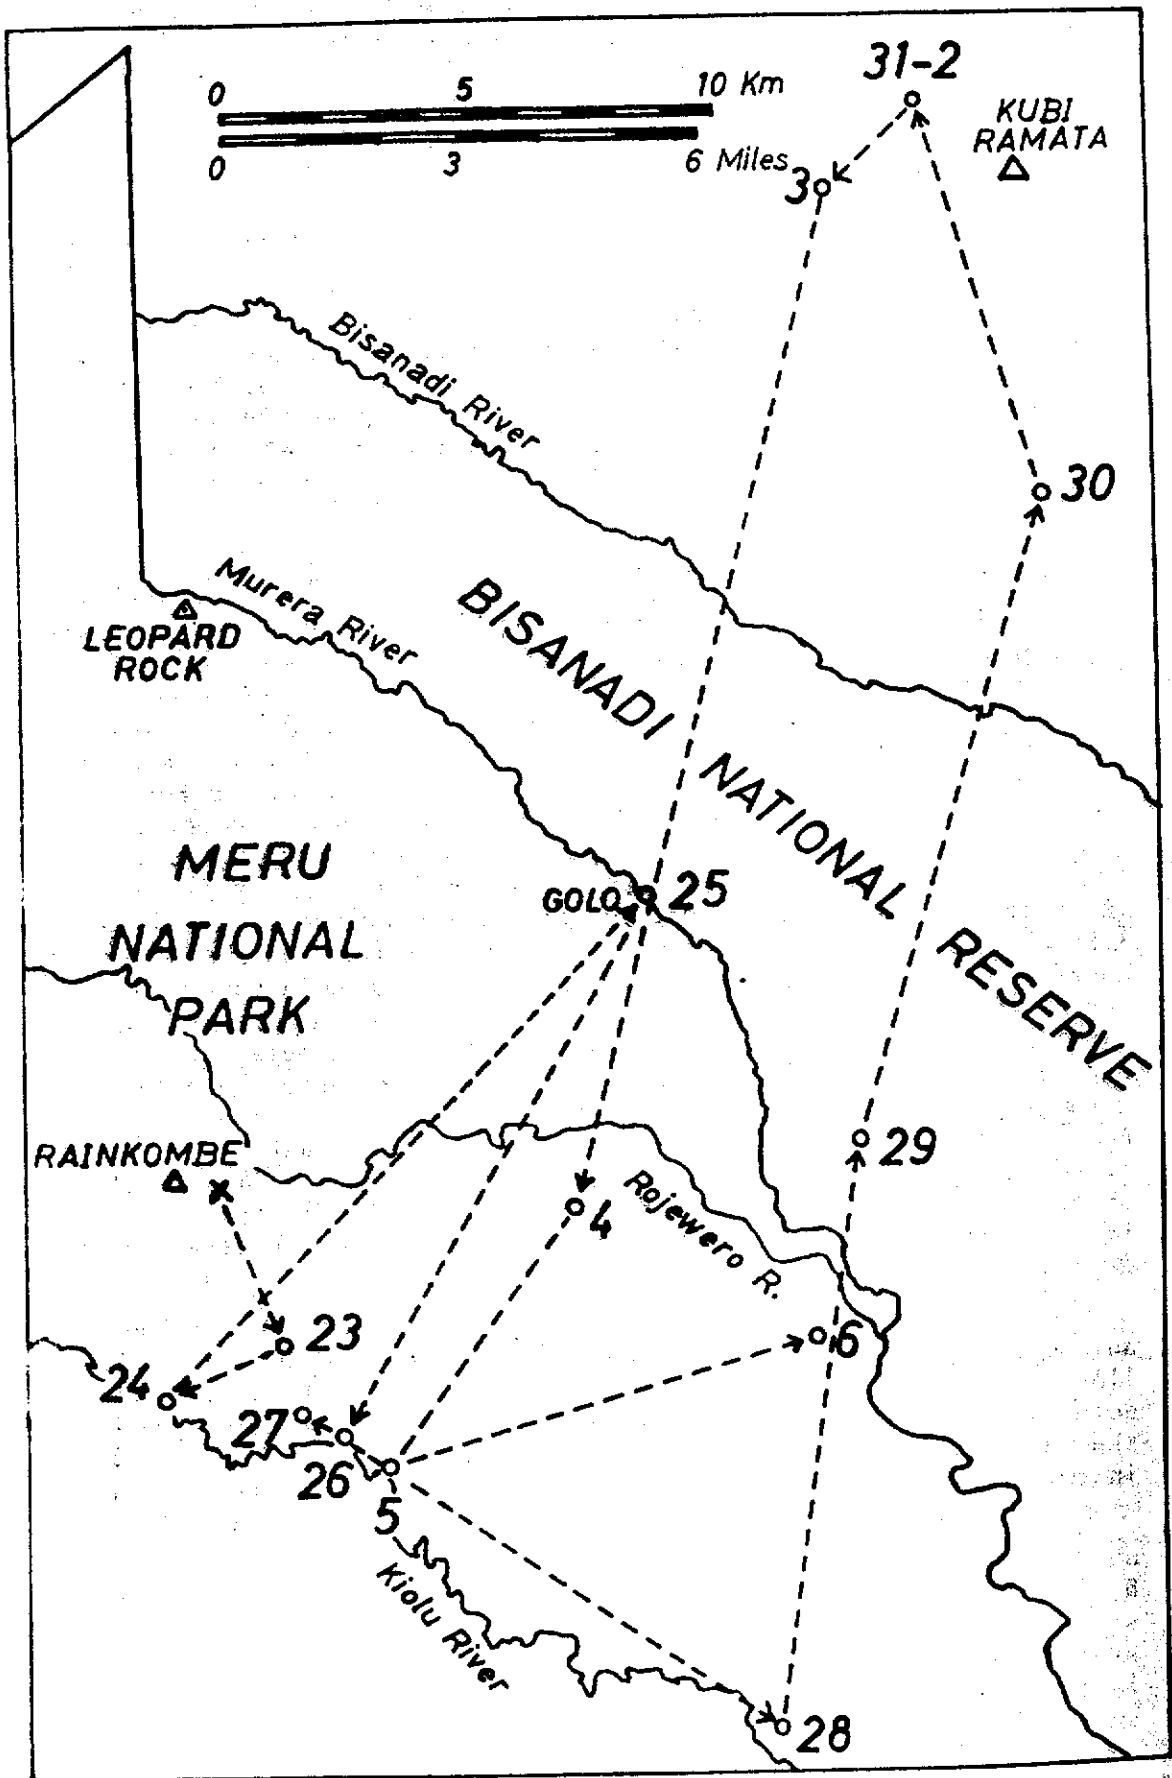 31-2
0 5 10 Km
0 3 6 Miles
KUBI
RAMATA
3
Bisanadi River
30
Murera River
LEOPARD
ROCK
BISANADI NATIONAL RESERVE
MERU
NATIONAL
PARK
GOLO
25
29
RAINKOMBE
4
Rojewero R.
23
6
24
27
26
5
Kiolu River
28